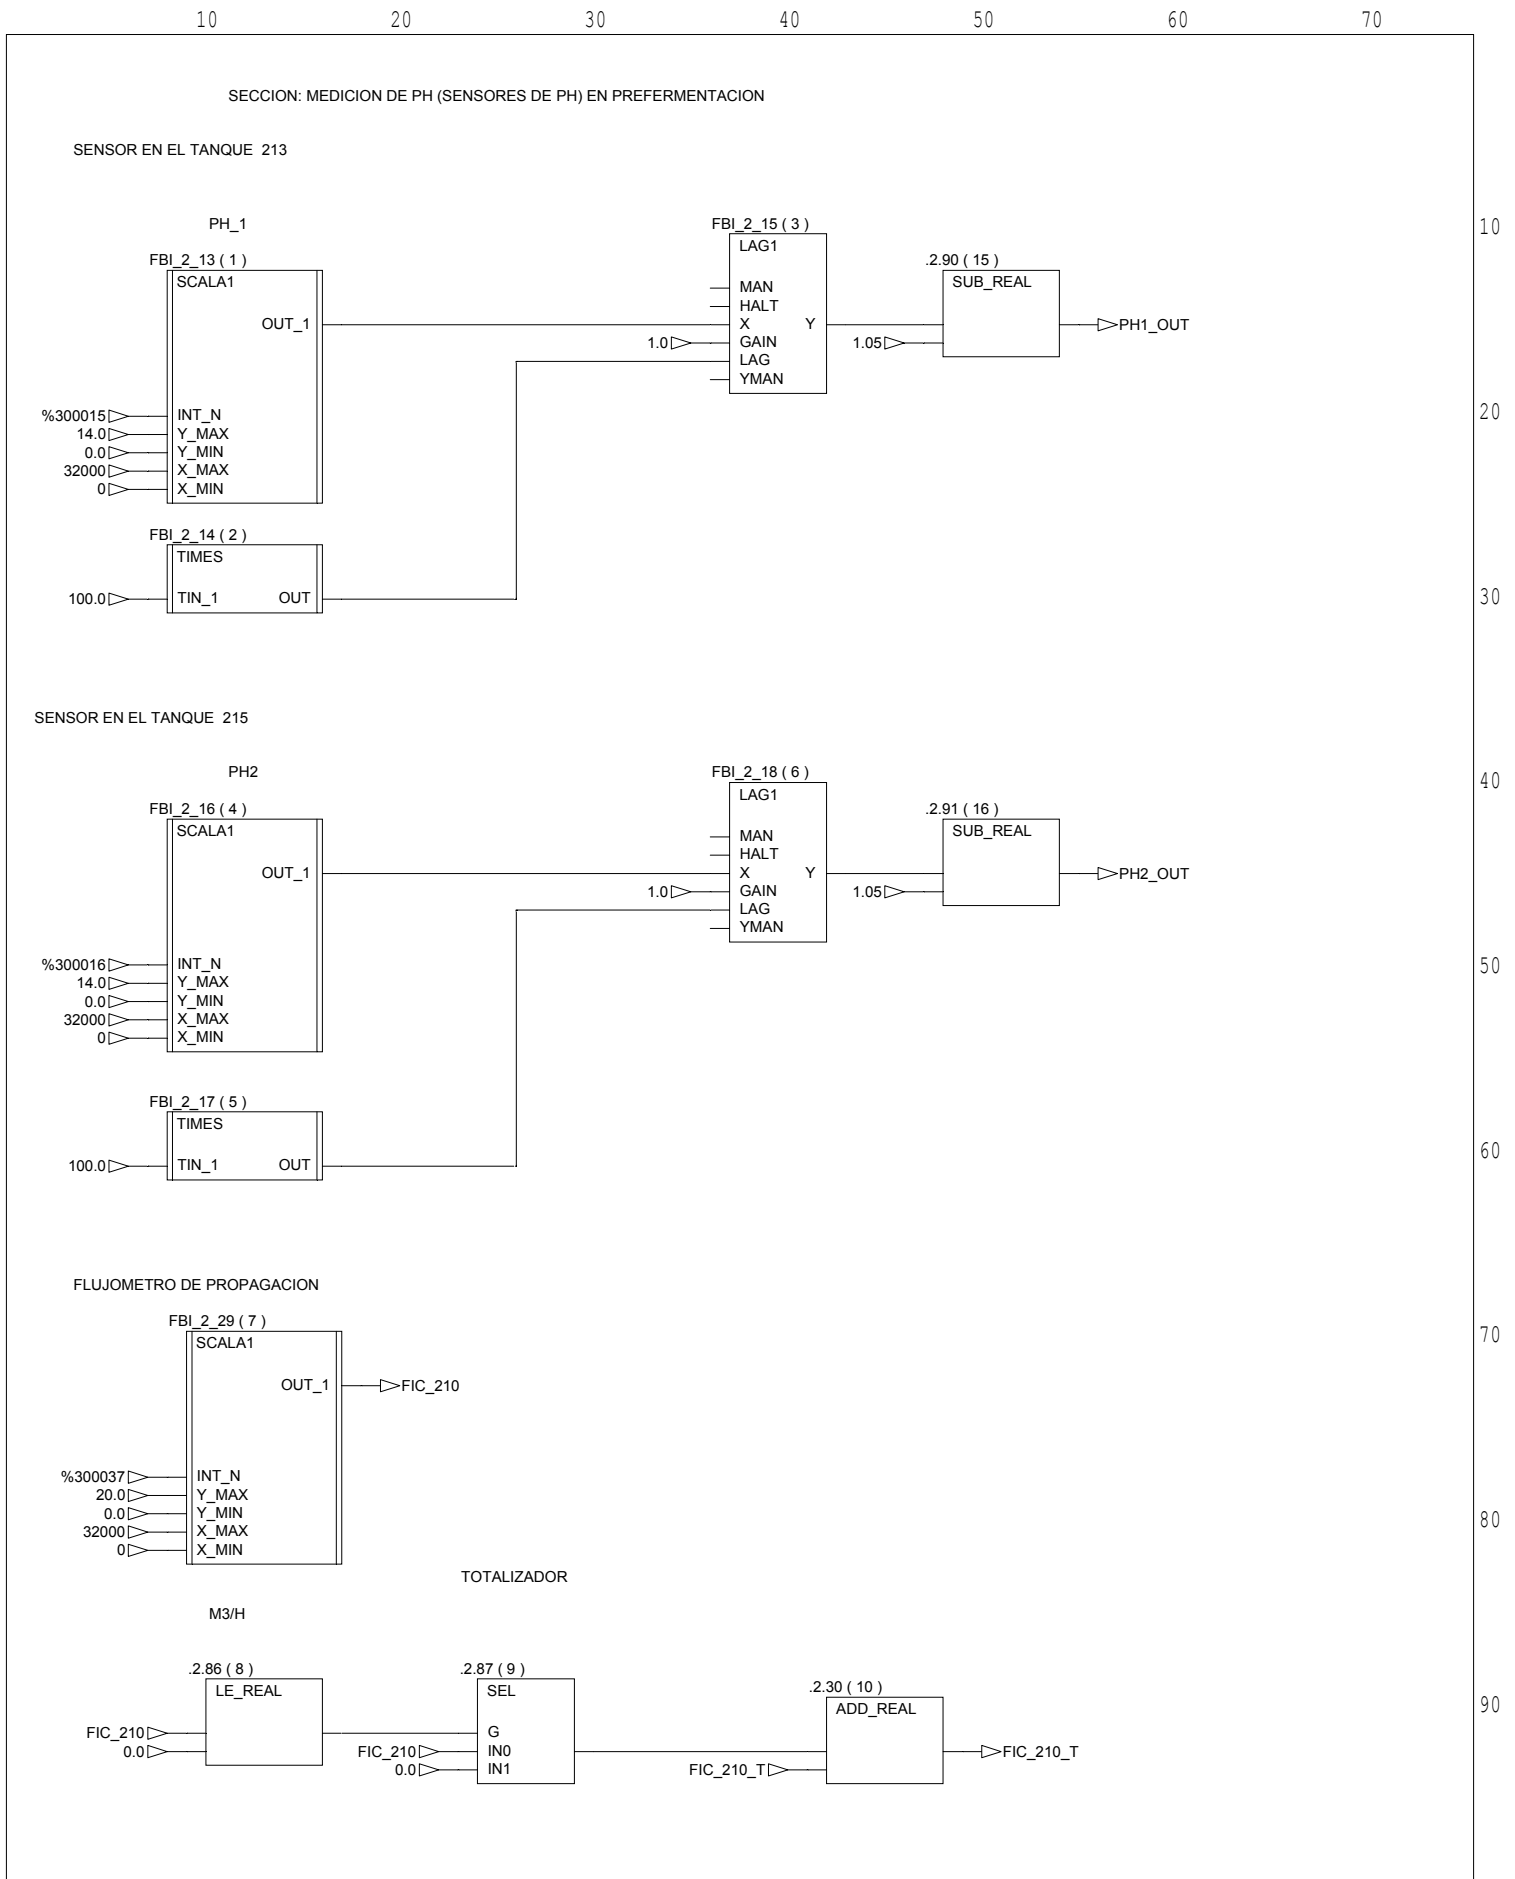 10 20 30 40 50 60 70
SECCION: MEDICION DE PH (SENSORES DE PH) EN PREFERMENTACION
SENSOR EN EL TANQUE 213
PH_1
FBI_2_15 ( 3 )
10
LAG1
FBI_2_13 ( 1 )
.2.90 ( 15 )
SCALA1
SUB_REAL
MAN
HALT
OUT_1
X Y
PH1_OUT
1.0 GAIN
1.05
LAG
YMAN
%300015 INT_N
20
14.0 Y_MAX
0.0 Y_MIN
32000 X_MAX
0 X_MIN
FBI_2_14 ( 2 )
TIMES
100.0 TIN_1 OUT
30
SENSOR EN EL TANQUE 215
PH2
FBI_2_18 ( 6 )
40
LAG1
FBI_2_16 ( 4 )
.2.91 ( 16 )
SCALA1
SUB_REAL
MAN
HALT
OUT_1
X Y
PH2_OUT
1.0 GAIN
1.05
LAG
YMAN
%300016 INT_N
50
14.0 Y_MAX
0.0 Y_MIN
32000 X_MAX
0 X_MIN
FBI_2_17 ( 5 )
TIMES
100.0 TIN_1 OUT
60
FLUJOMETRO DE PROPAGACION
FBI_2_29 ( 7 )
SCALA1
70
OUT_1
FIC_210
%300037 INT_N
20.0 Y_MAX
0.0 Y_MIN
32000 X_MAX
80
0 X_MIN
TOTALIZADOR
M3/H
.2.86 ( 8 )
.2.87 ( 9 )
LE_REAL
SEL
.2.30 ( 10 )
ADD_REAL
90
FIC_210
G
0.0
FIC_210 IN0
FIC_210_T
0.0 IN1
FIC_210_T